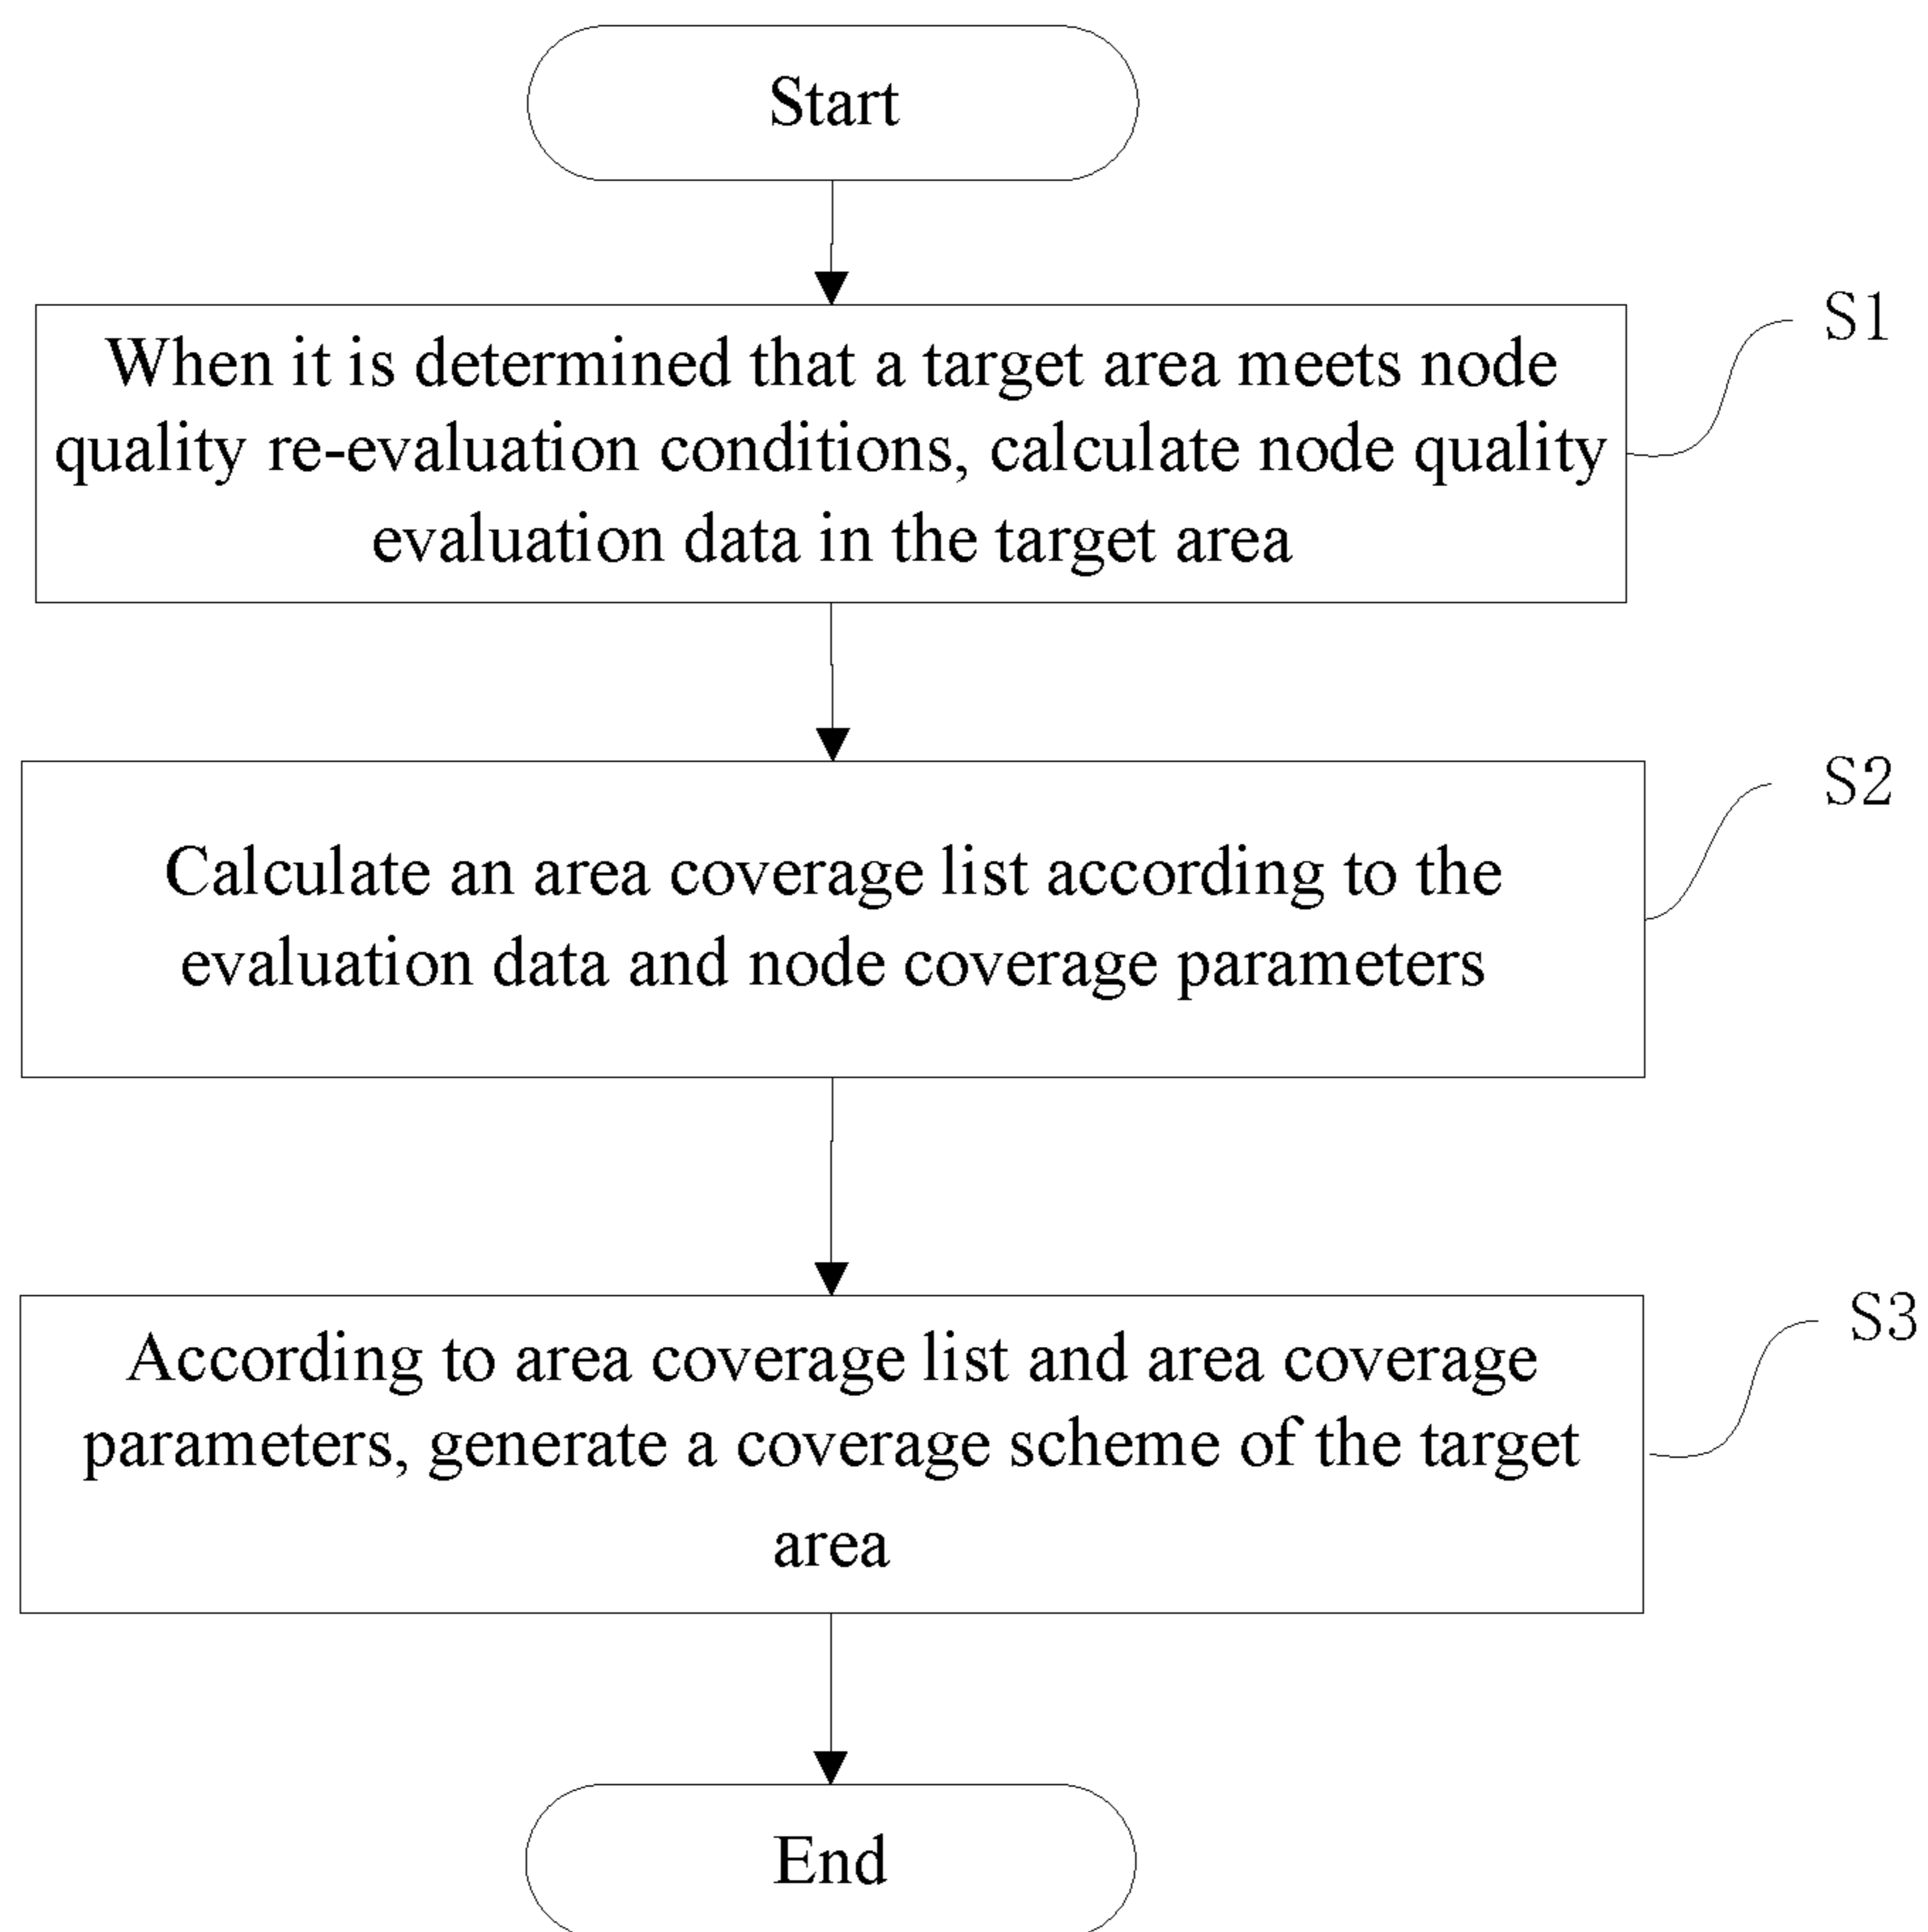 Start
S1
When it is determined that a target area meets node
quality re-evaluation conditions, calculate node quality
evaluation data in the target area
S2
Calculate an area coverage list according to the
evaluation data and node coverage parameters
S3
According to area coverage list and area coverage
parameters, generate a coverage scheme of the target
area
End